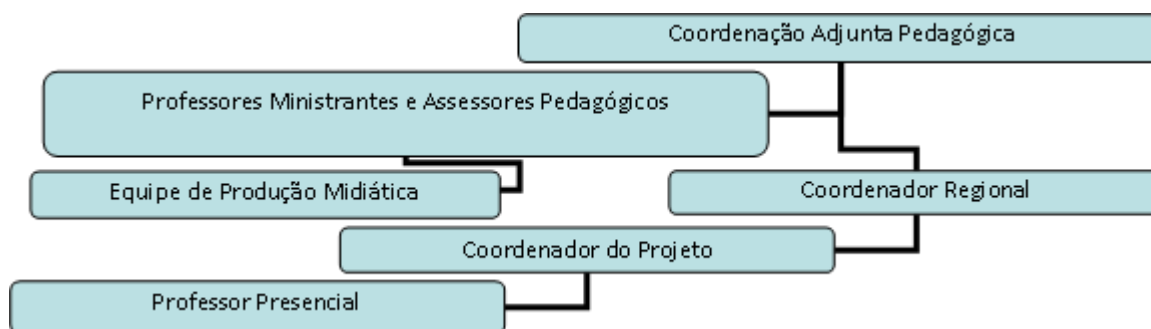 Coordenação Adjunta Pedagógica
Professores Ministrantes e Assessores Pedagógicos
Equipe de Produção Midiática
Coordenador Regional
Coordenador do Projeto
Professor Presencial